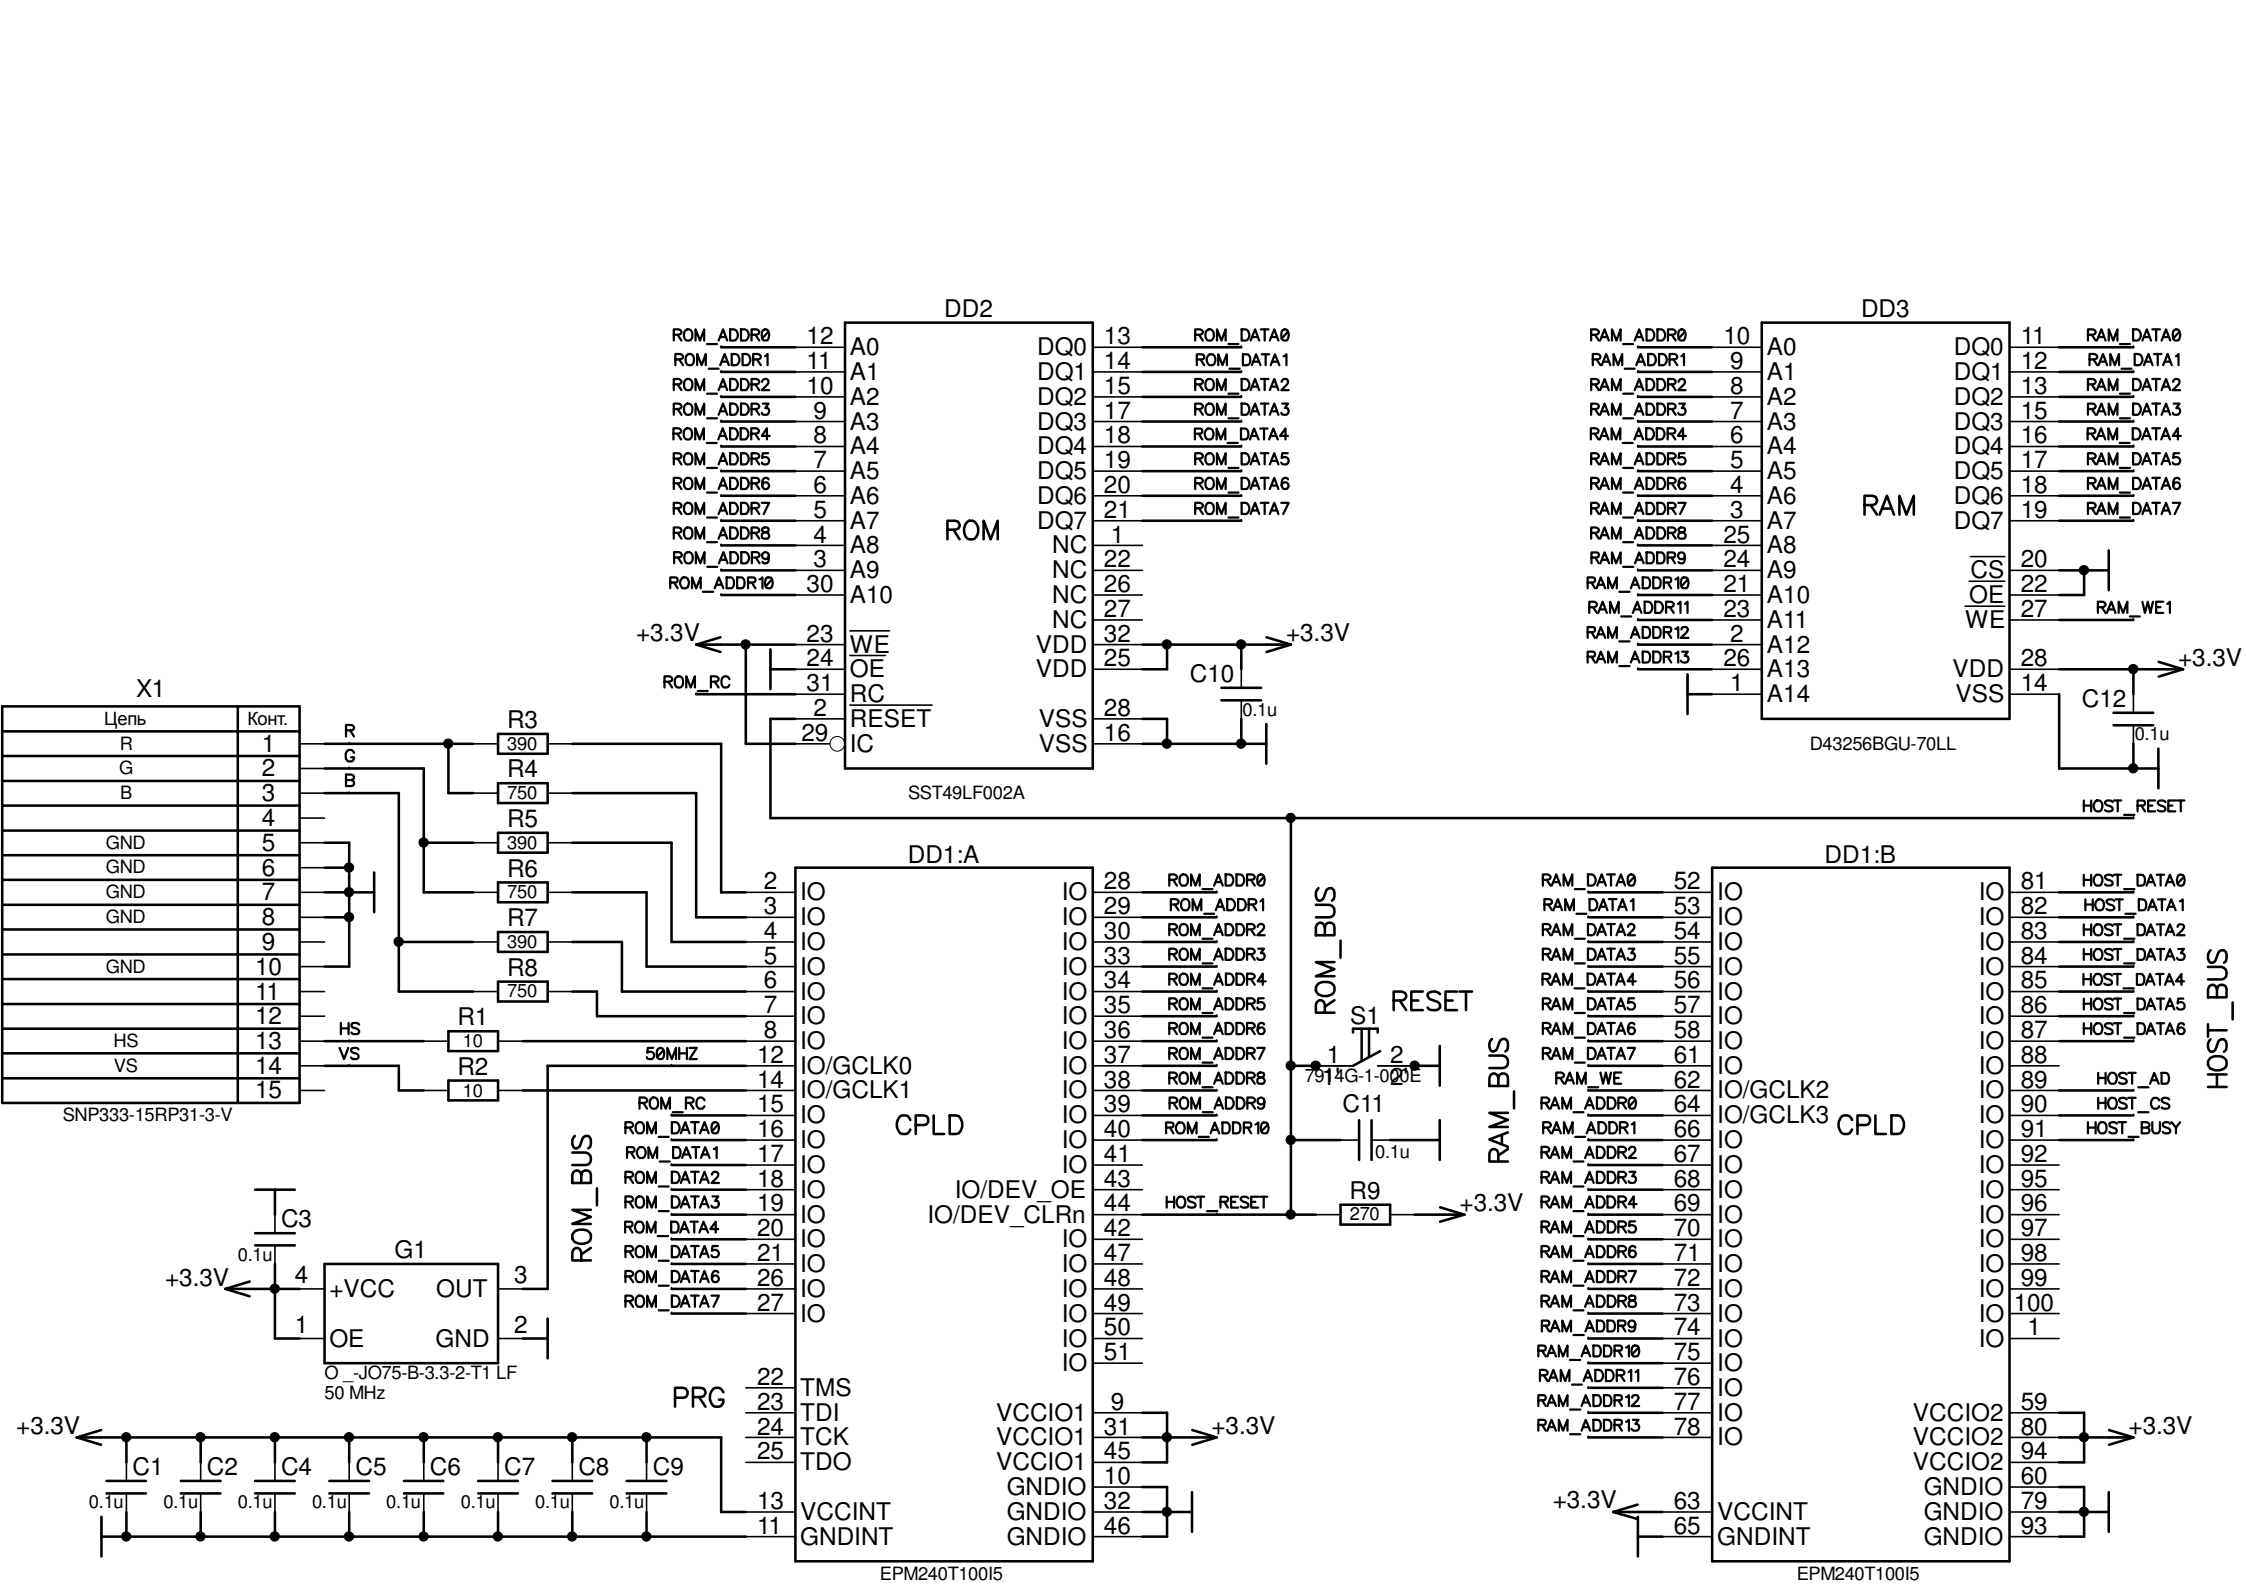 DD2
ROM_ADDR0 12 A0 DQ0 13 ROM_DATA0
ROM_ADDR1 11 A1 DQ1 14 ROM_DATA1
ROM_ADDR2 10 A2 DQ2 15 ROM_DATA2
ROM_ADDR3 9 A3 DQ3 17 ROM_DATA3
ROM_ADDR4 8 A4 DQ4 18 ROM_DATA4
ROM_ADDR5 7 A5 DQ5 19 ROM_DATA5
ROM_ADDR6 6 A6 DQ6 20 ROM_DATA6
ROM_ADDR7 5 A7 DQ7 21 ROM_DATA7
ROM
ROM_ADDR8 4 A8 NC 1
ROM_ADDR9 3 A9 NC 22
ROM_ADDR10 30 A10 NC 26
NC 27
+3.3V 23 WE VDD 32 +3.3V
24 OE VDD 25
C10
0.1u
ROM_RC 31 RC
2 RESET VSS 28
29 IC VSS 16
SST49LF002A
DD3
RAM_ADDR0 10 A0 DQ0 11 RAM_DATA0
RAM_ADDR1 9 A1 DQ1 12 RAM_DATA1
RAM_ADDR2 8 A2 DQ2 13 RAM_DATA2
RAM_ADDR3 7 A3 DQ3 15 RAM_DATA3
RAM_ADDR4 6 A4 DQ4 16 RAM_DATA4
RAM_ADDR5 5 A5 DQ5 17 RAM_DATA5
RAM_ADDR6 4 A6 DQ6 18 RAM_DATA6
RAM_ADDR7 3 A7 DQ7 19 RAM_DATA7
RAM
RAM_ADDR8 25 A8
RAM_ADDR9 24 A9 CS 20
RAM_ADDR10 21 A10 OE 22
RAM_ADDR11 23 A11 WE 27 RAM_WE1
RAM_ADDR12 2 A12
RAM_ADDR13 26 A13 VDD 28 +3.3V
1 A14 VSS 14
C12
0.1u
D43256BGU-70LL
HOST_RESET
X1
Цепь Конт.
R 1 R
G 2 G
B 3 B
4
GND 5
GND 6
GND 7
GND 8
9
GND 10
11
12
HS 13 HS
VS 14 VS
15
SNP333-15RP31-3-V
R3
390
R4
750
R5
390
R6
750
R7
390
R8
750
R1
10
R2
10
50MHZ
DD1:A
2 IO IO 28 ROM_ADDR0
3 IO IO 29 ROM_ADDR1
4 IO IO 30 ROM_ADDR2
5 IO IO 33 ROM_ADDR3
6 IO IO 34 ROM_ADDR4
7 IO IO 35 ROM_ADDR5
8 IO IO 36 ROM_ADDR6
12 IO/GCLK0 IO 37 ROM_ADDR7
14 IO/GCLK1 IO 38 ROM_ADDR8
ROM_RC 15 IO IO 39 ROM_ADDR9
CPLD
ROM_DATA0 16 IO IO 40 ROM_ADDR10
ROM_DATA1 17 IO IO 41
ROM_DATA2 18 IO IO/DEV_OE 43
ROM_DATA3 19 IO IO/DEV_CLRn 44 HOST_RESET
ROM_DATA4 20 IO IO 42
ROM_DATA5 21 IO IO 47
ROM_DATA6 26 IO IO 48
ROM_DATA7 27 IO IO 49
IO 50
IO 51
ROM_BUS
PRG
22 TMS
23 TDI VCCIO1 9
24 TCK VCCIO1 31 +3.3V
25 TDO VCCIO1 45
GNDIO 10
13 VCCINT GNDIO 32
11 GNDINT GNDIO 46
EPM240T100I5
ROM_BUS
S1 RESET
1 2
1 2
7914G-1-000E
C11
0.1u
R9
270
+3.3V
RAM_BUS
C3
0.1u
+3.3V
G1
4 +VCC OUT 3
1 OE GND 2
O _-JO75-B-3.3-2-T1 LF
50 MHz
+3.3V
C1 C2 C4 C5 C6 C7 C8 C9
0.1u 0.1u 0.1u 0.1u 0.1u 0.1u 0.1u 0.1u
DD1:B
RAM_DATA0 52 IO IO 81 HOST_DATA0
RAM_DATA1 53 IO IO 82 HOST_DATA1
RAM_DATA2 54 IO IO 83 HOST_DATA2
RAM_DATA3 55 IO IO 84 HOST_DATA3
RAM_DATA4 56 IO IO 85 HOST_DATA4
RAM_DATA5 57 IO IO 86 HOST_DATA5
RAM_DATA6 58 IO IO 87 HOST_DATA6
RAM_DATA7 61 IO IO 88
RAM_WE 62 IO/GCLK2 IO 89 HOST_AD
RAM_ADDR0 64 IO/GCLK3 IO 90 HOST_CS
CPLD
RAM_ADDR1 66 IO IO 91 HOST_BUSY
RAM_ADDR2 67 IO IO 92
RAM_ADDR3 68 IO IO 95
RAM_ADDR4 69 IO IO 96
RAM_ADDR5 70 IO IO 97
RAM_ADDR6 71 IO IO 98
RAM_ADDR7 72 IO IO 99
RAM_ADDR8 73 IO IO 100
RAM_ADDR9 74 IO IO 1
RAM_ADDR10 75 IO
RAM_ADDR11 76 IO
RAM_ADDR12 77 IO VCCIO2 59
RAM_ADDR13 78 IO VCCIO2 80 +3.3V
VCCIO2 94
GNDIO 60
+3.3V 63 VCCINT GNDIO 79
65 GNDINT GNDIO 93
EPM240T100I5
HOST_BUS